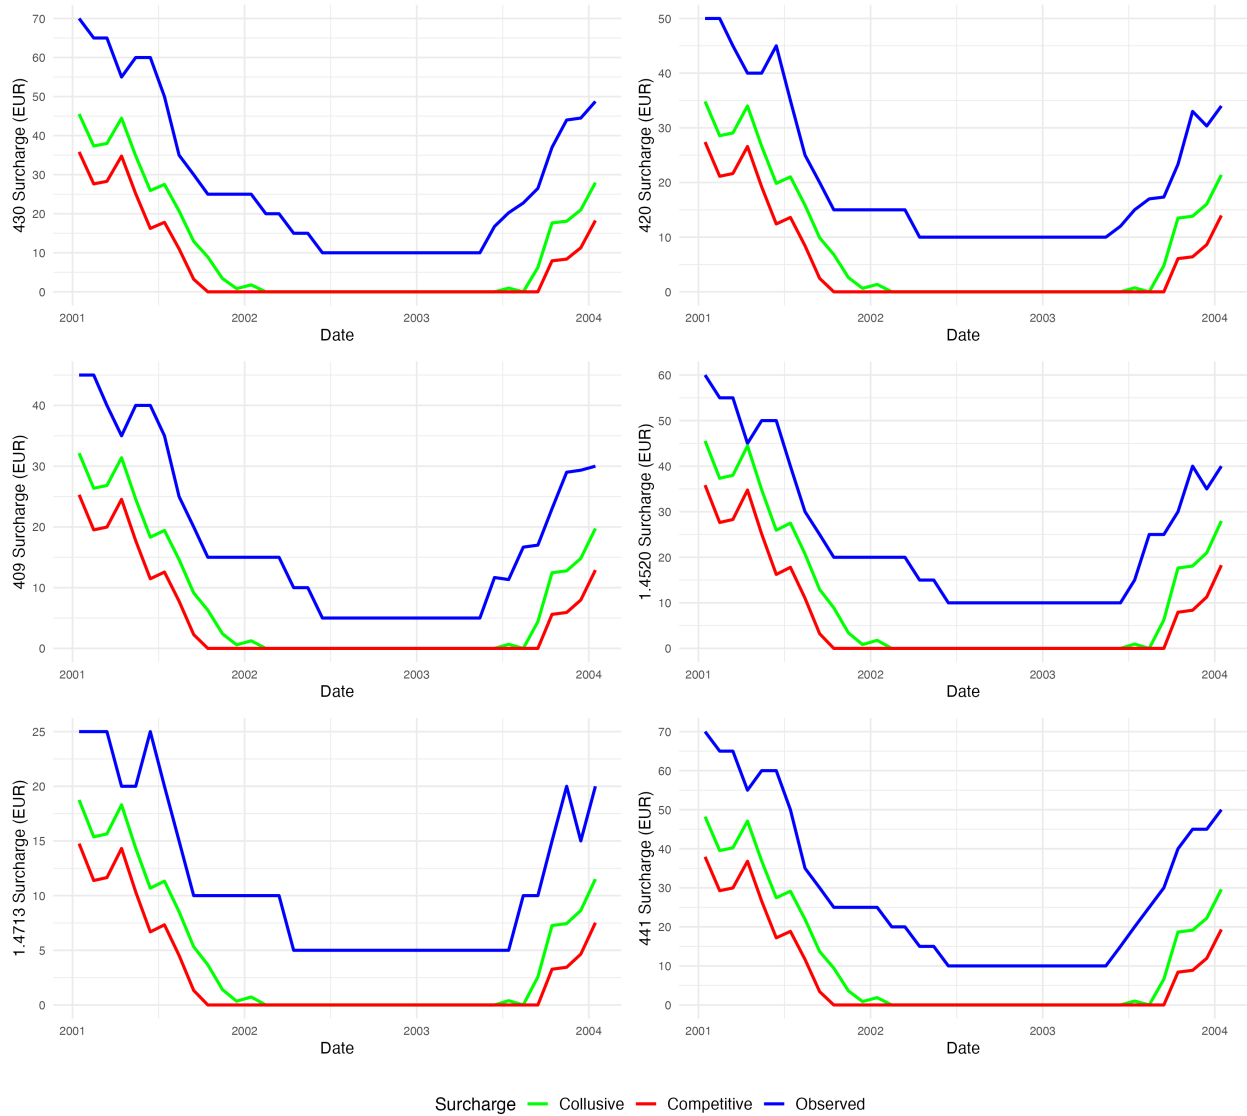 430 Surcharge (EUR)
70
60
50
40
30
20
10
0
2001 2002 2003 2004
Date
420 Surcharge (EUR)
50
40
30
20
10
0
2001 2002 2003 2004
Date
409 Surcharge (EUR)
40
30
20
10
0
2001 2002 2003 2004
Date
1.4520 Surcharge (EUR)
60
50
40
30
20
10
0
2001 2002 2003 2004
Date
1.4713 Surcharge (EUR)
25
20
15
10
5
0
2001 2002 2003 2004
Date
441 Surcharge (EUR)
70
60
50
40
30
20
10
0
2001 2002 2003 2004
Date
Surcharge Collusive Competitive Observed